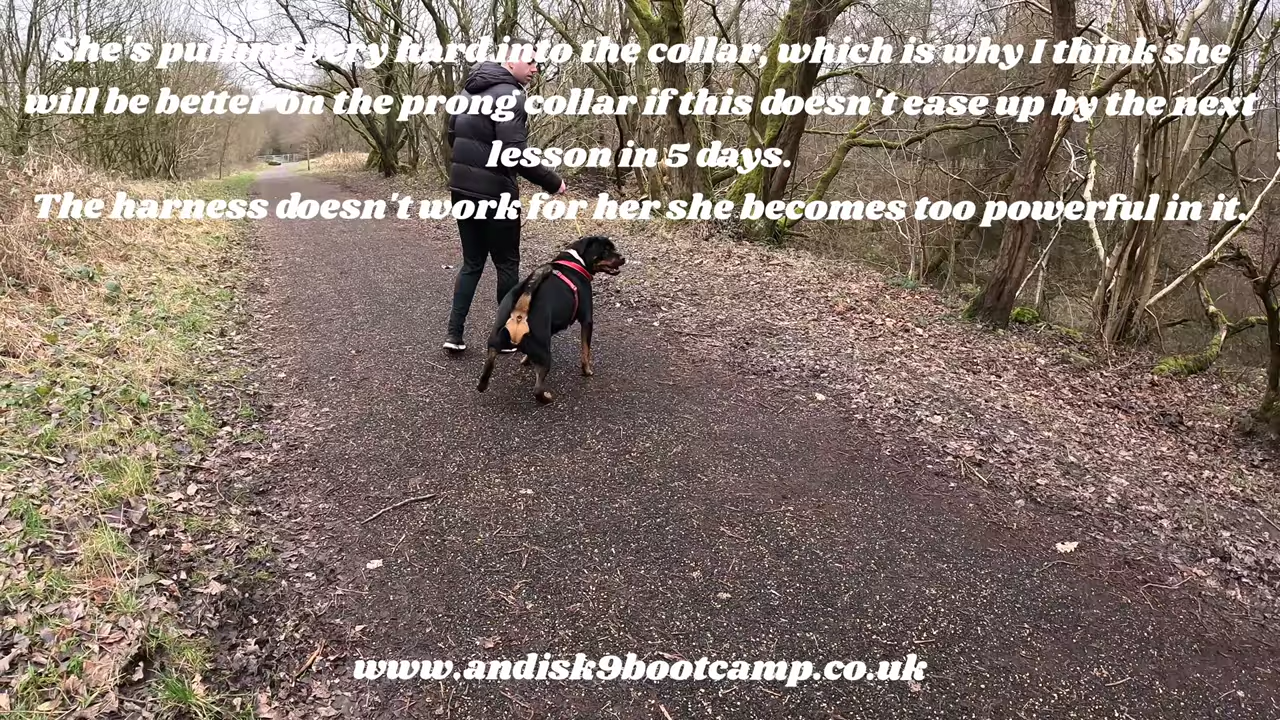 She's pulling very hard into the collar, which is why I think she
will be better on the prong collar if this doesn't ease up by the next
lesson in 5 days.
The harness doesn't work for her she becomes too powerful in it.
www.andisk9bootcamp.co.uk